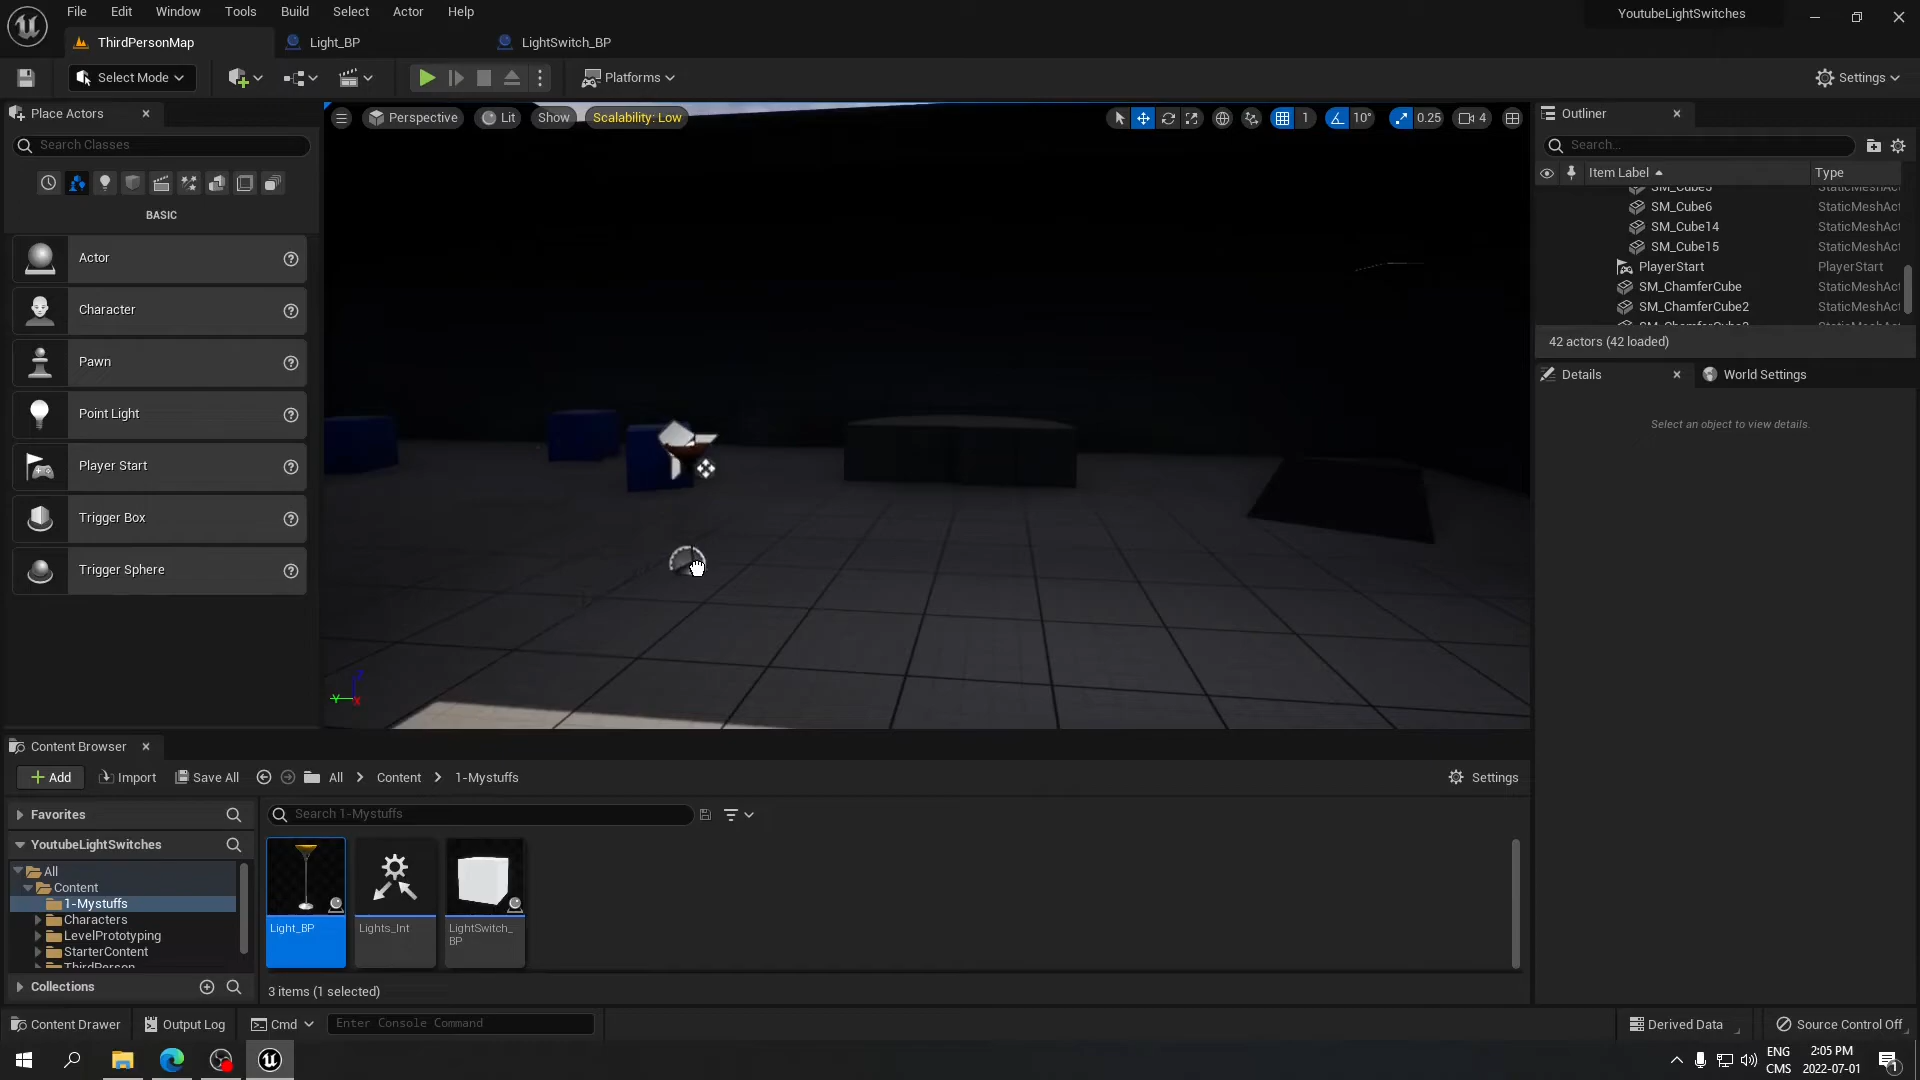 File Edit Window Tools Build Select Actor Help
YoutubeLightSwitches
ThirdPersonMap
Light_BP
LightSwitch_BP
Select Mode
Platforms
Settings
Place Actors
Search Classes
BASIC
Actor
Character
Pawn
Point Light
Player Start
Trigger Box
Trigger Sphere
Perspective
Lit
Show
Scalability: Low
1
10°
0.25
4
Outliner
Search...
Item Label
Type
SM_Cube6 StaticMeshAct
SM_Cube14 StaticMeshAct
SM_Cube15 StaticMeshAct
PlayerStart PlayerStart
SM_ChamferCube StaticMeshAct
SM_ChamferCube2 StaticMeshAct
42 actors (42 loaded)
Details
World Settings
Select an object to view details.
Content Browser
Add
Import
Save All
All
Content
1-Mystuffs
Settings
Favorites
YoutubeLightSwitches
All
Content
1-Mystuffs
Characters
LevelPrototyping
StarterContent
ThirdPerson
Collections
Search 1-Mystuffs
Light_BP
Lights_Int
LightSwitch_
BP
3 items (1 selected)
Content Drawer
Output Log
Cmd
Enter Console Command
Derived Data
Source Control Off
ENG
CMS
2:05 PM
2022-07-01
1